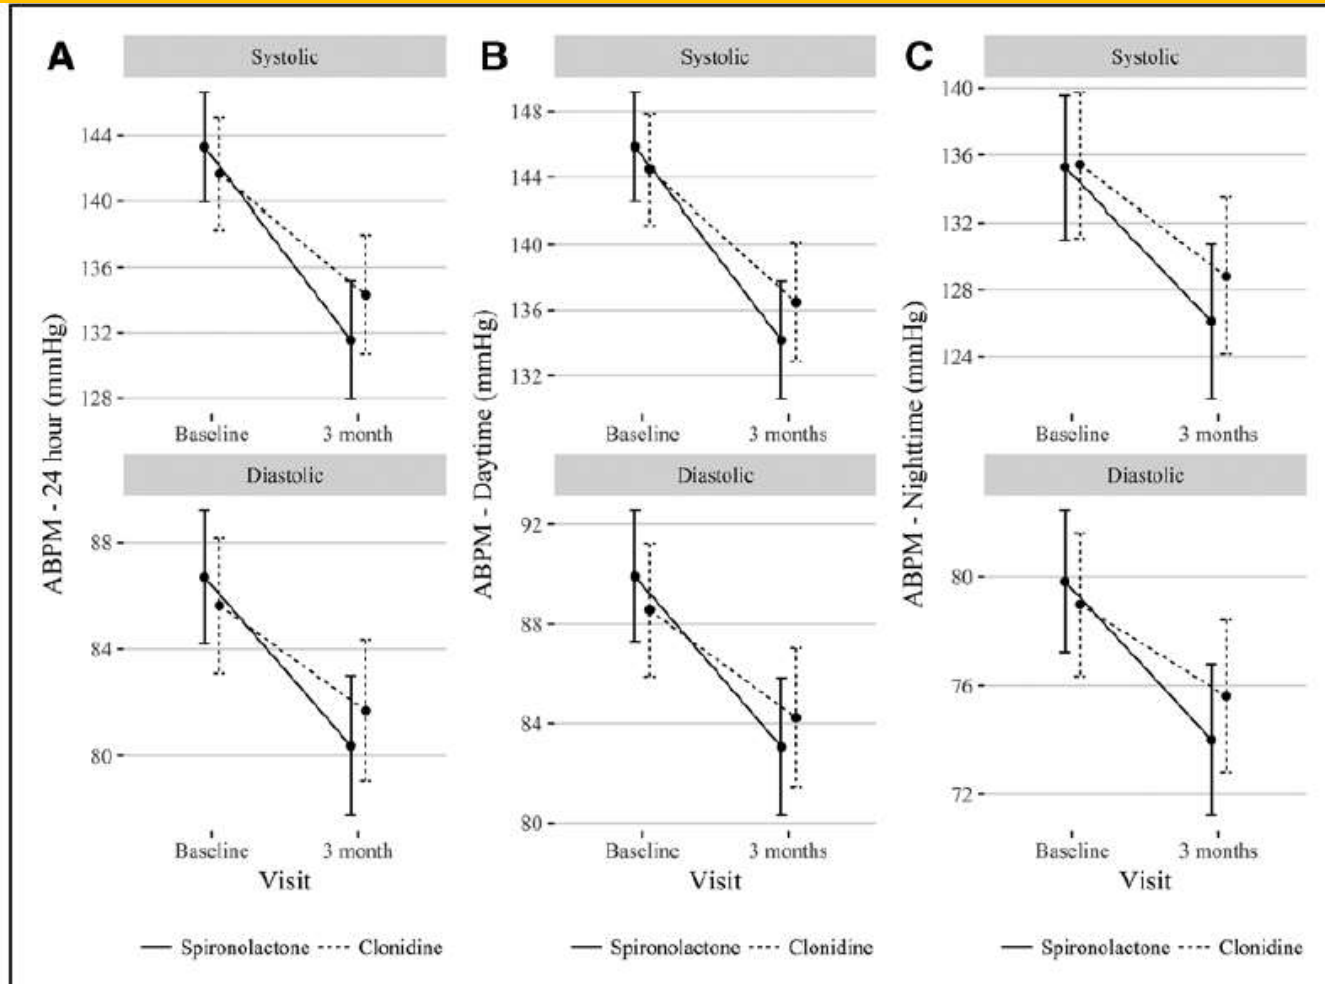 A
Systolic
144
140
136
132
128
Baseline 3 month
Diastolic
88
84
80
Baseline 3 month
Visit
ABPM - 24 hour (mmHg)
Spironolactone Clonidine
B
Systolic
148
144
140
136
132
Baseline 3 months
Diastolic
92
88
84
80
Baseline 3 months
Visit
ABPM - Daytime (mmHg)
Spironolactone Clonidine
C
Systolic
140
136
132
128
124
Baseline 3 months
Diastolic
80
76
72
Baseline 3 months
Visit
ABPM - Nighttime (mmHg)
Spironolactone Clonidine